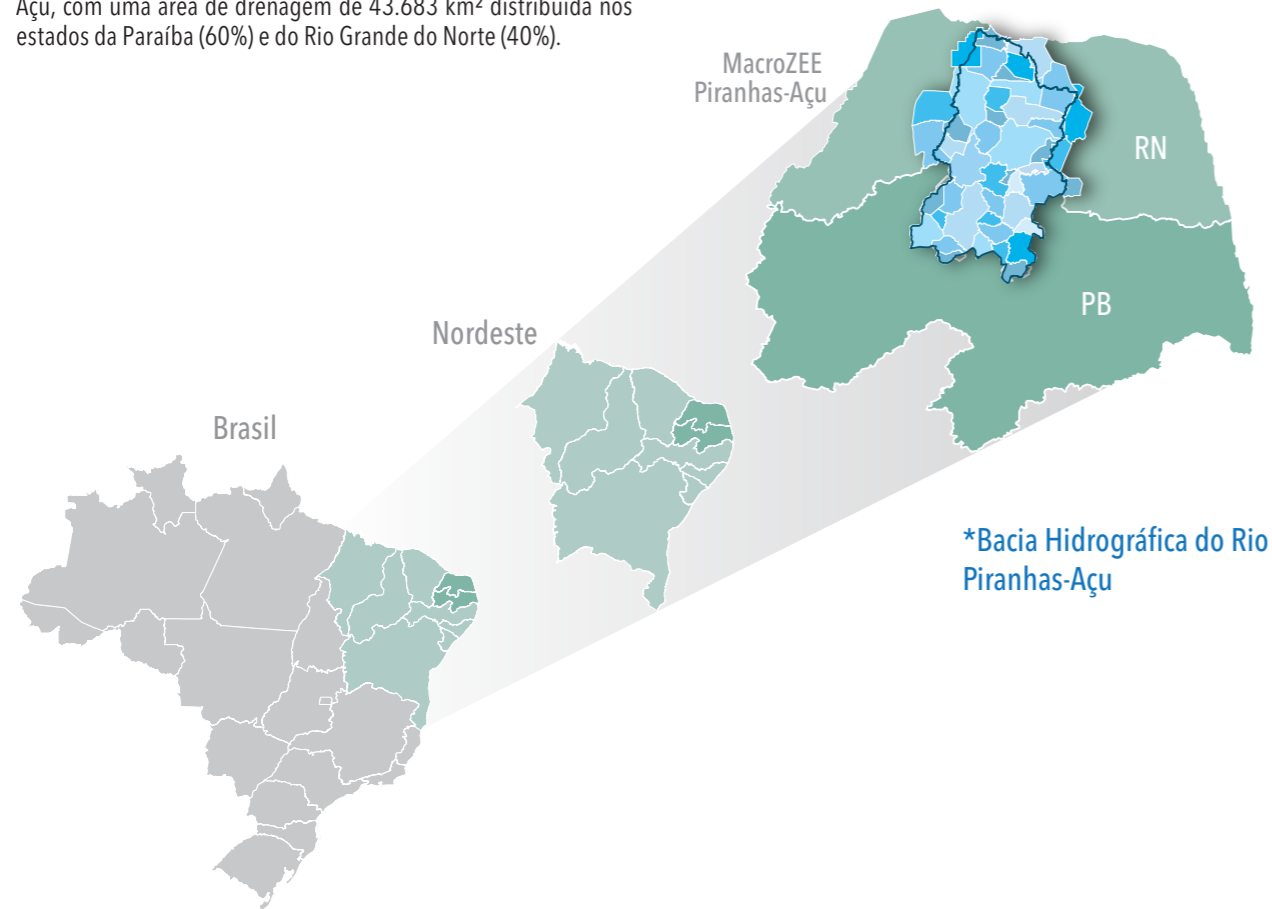 Açu, com uma área de drenagem de 43.683 km² distribuída nos
estados da Paraíba (60%) e do Rio Grande do Norte (40%).
MacroZEE
Piranhas-Açu
RN
PB
Nordeste
Brasil
*Bacia Hidrográfica do Rio
Piranhas-Açu